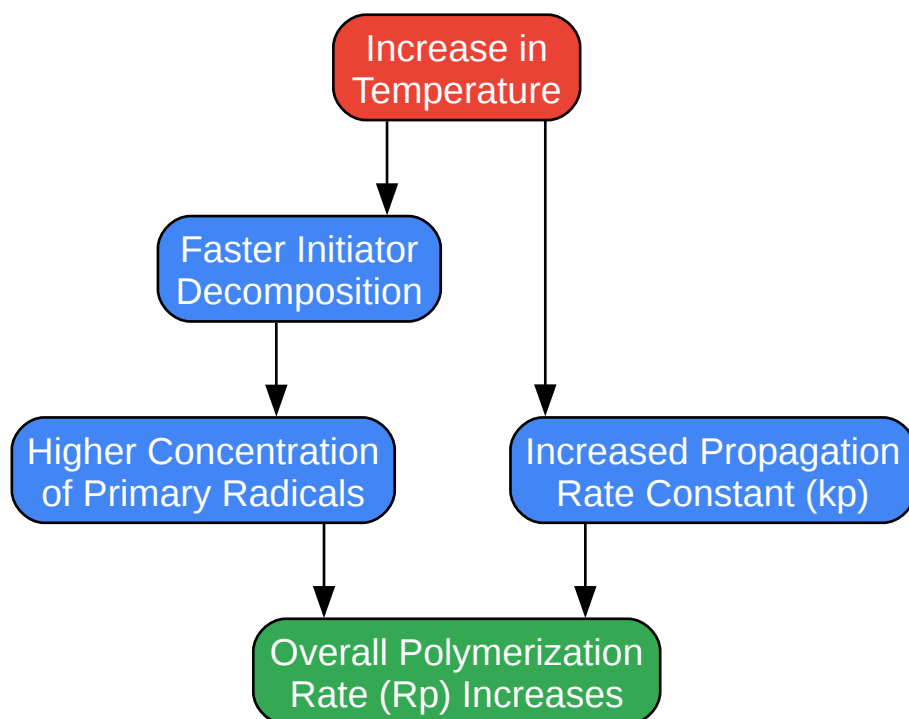 Increase in
Temperature
Faster Initiator
Decomposition
Higher Concentration
of Primary Radicals
Increased Propagation
Rate Constant (kp)
Overall Polymerization
Rate (Rp) Increases